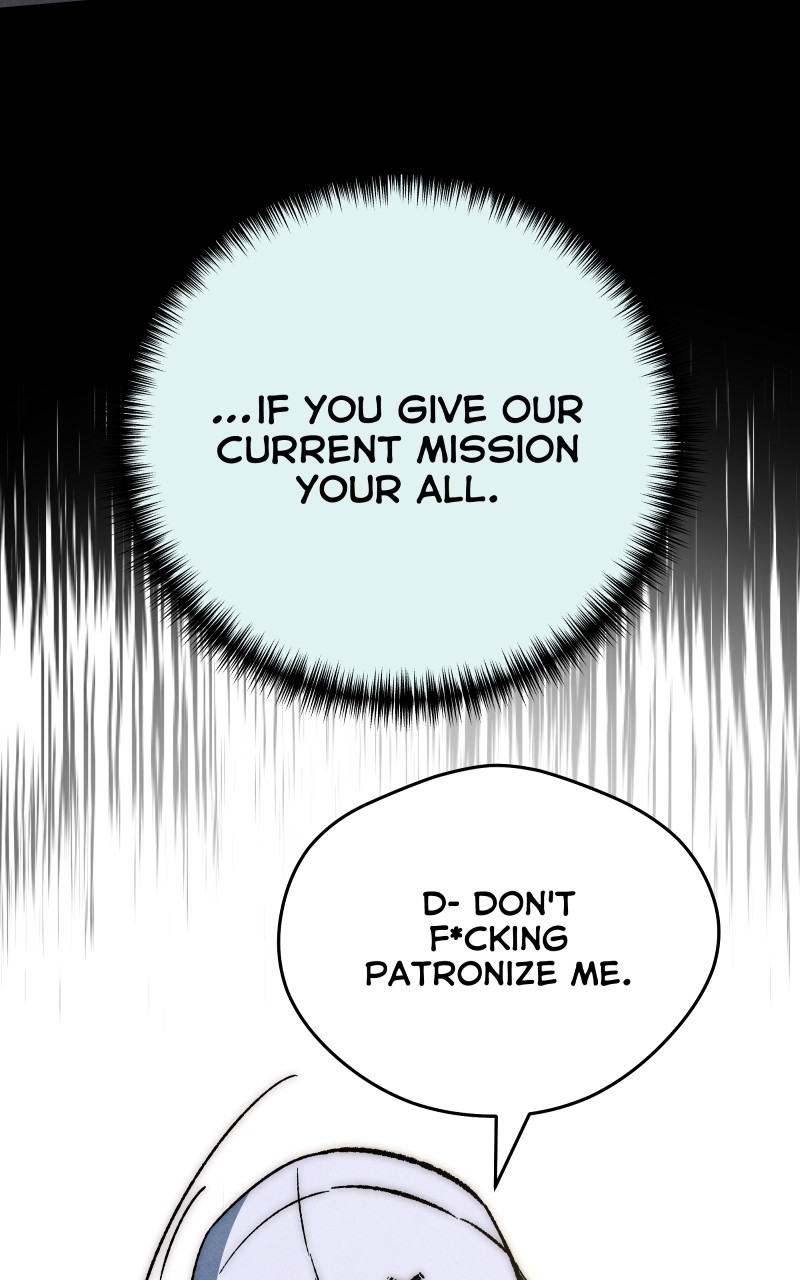 ...IF YOU GIVE OUR
CURRENT MISSION
YOUR ALL.
D- DON'T
F*CKING
PATRONIZE ME.